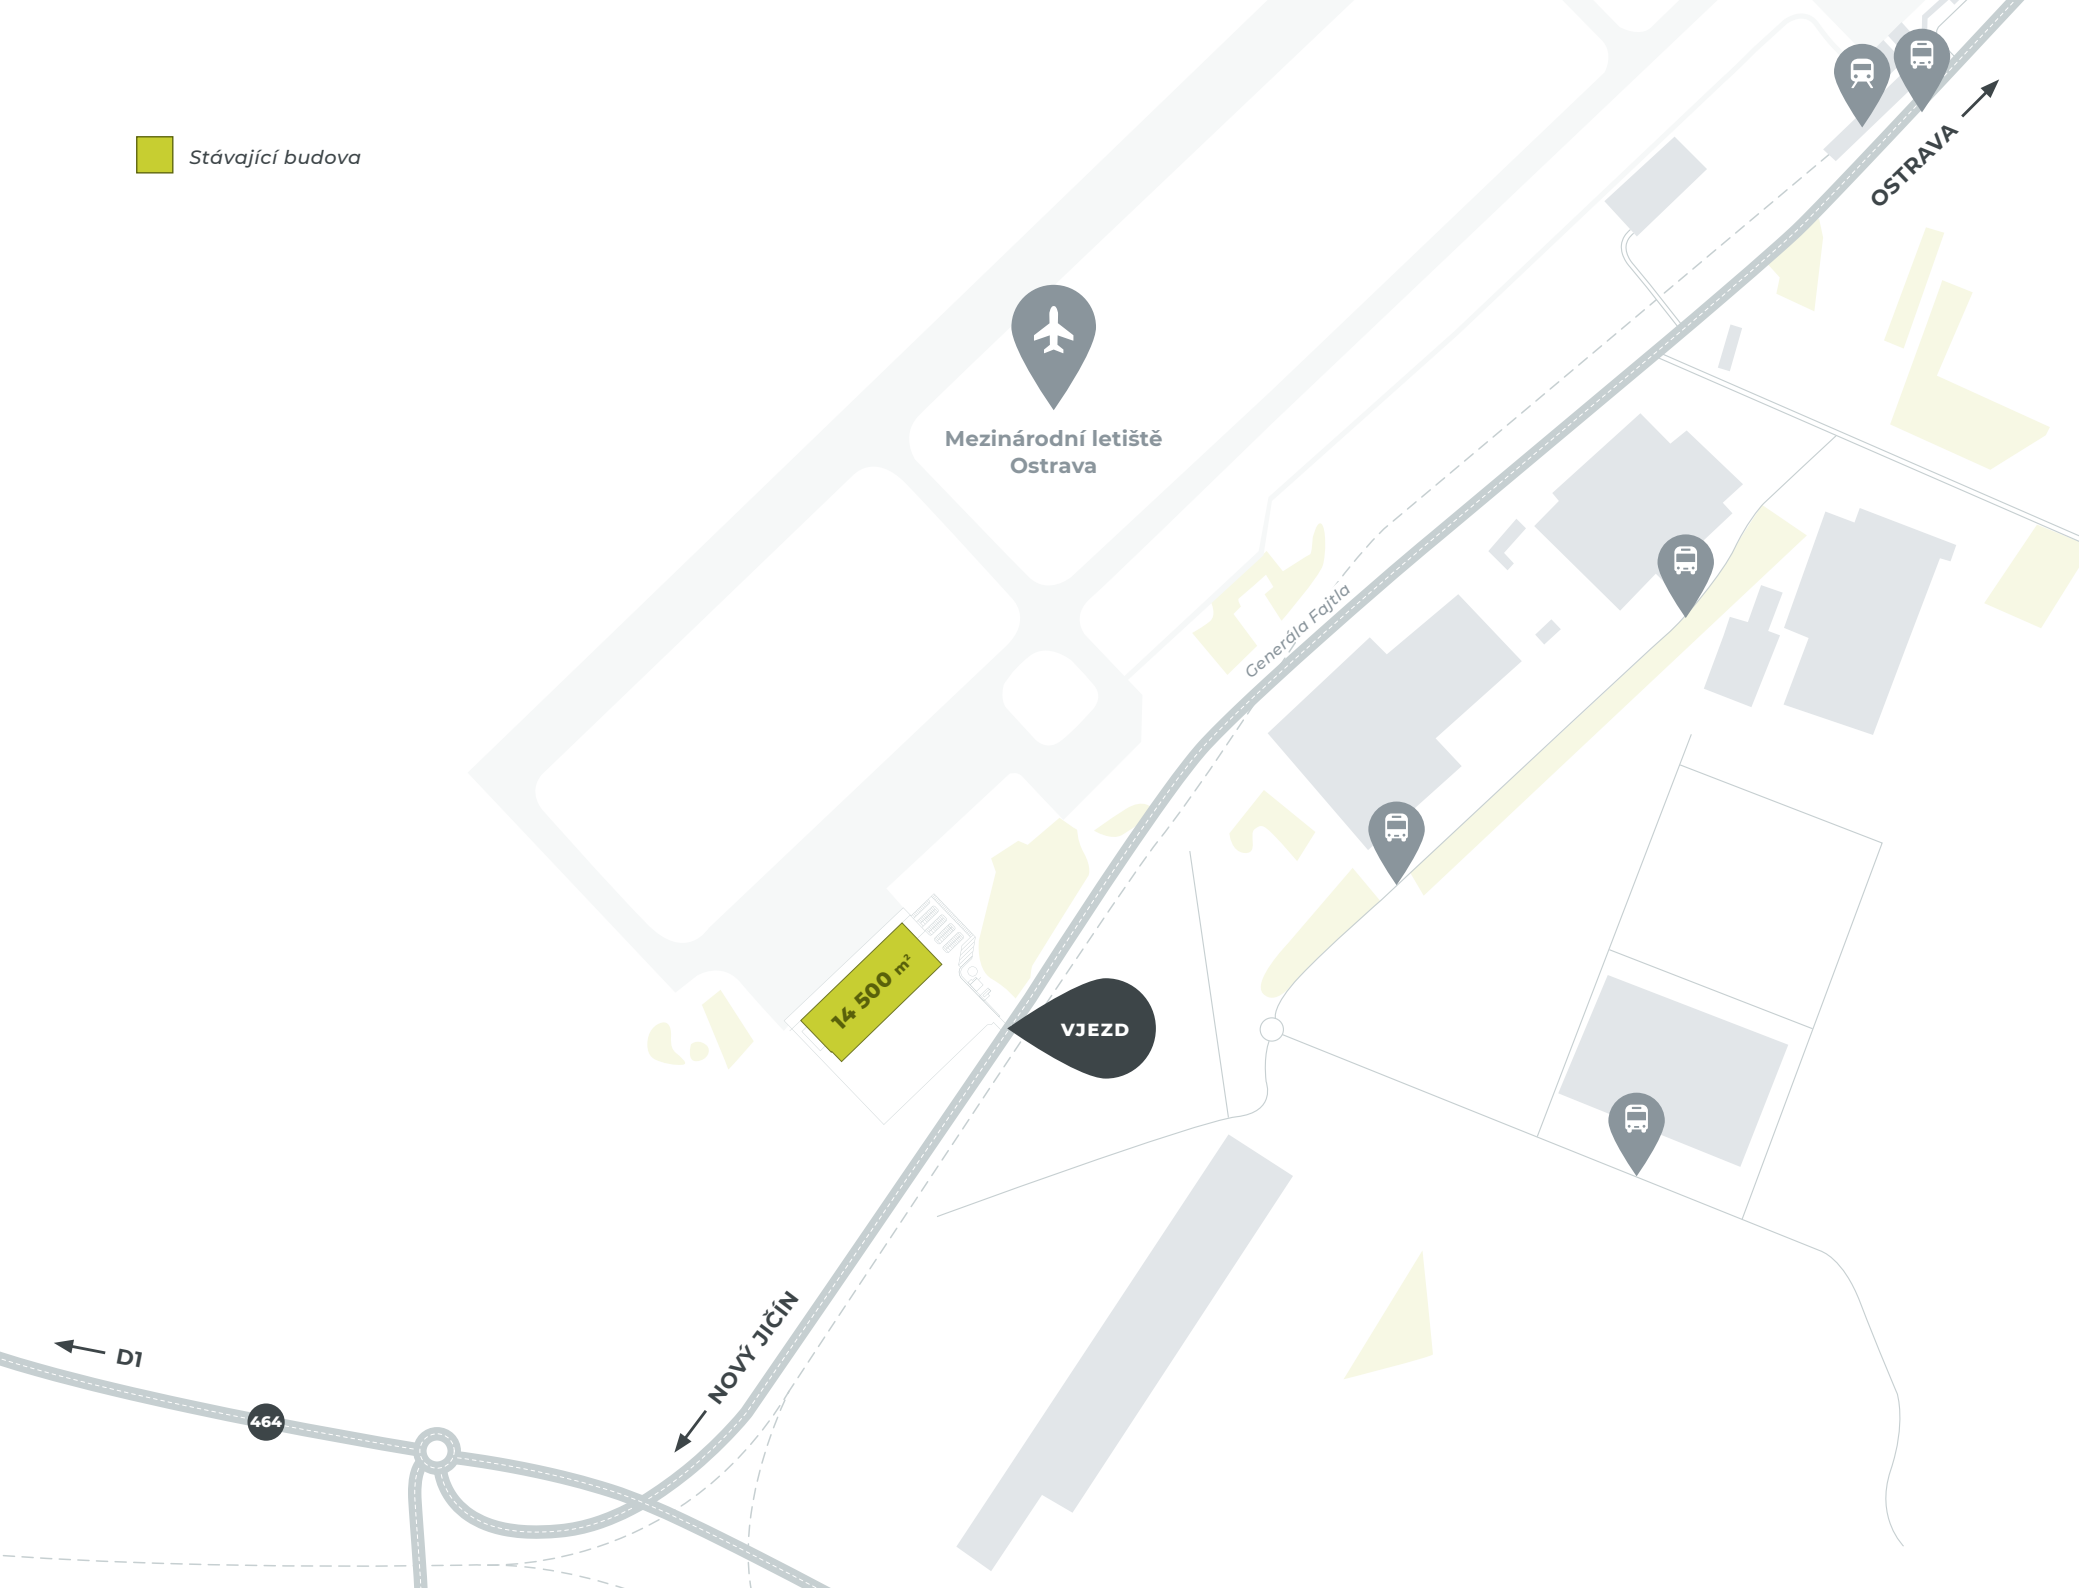 Stávající budova
OSTRAVA
Mezinárodní letiště
Ostrava
Generála Fajtla
14 500 m²
VJEZD
NOVÝ JIČÍN
D1
464